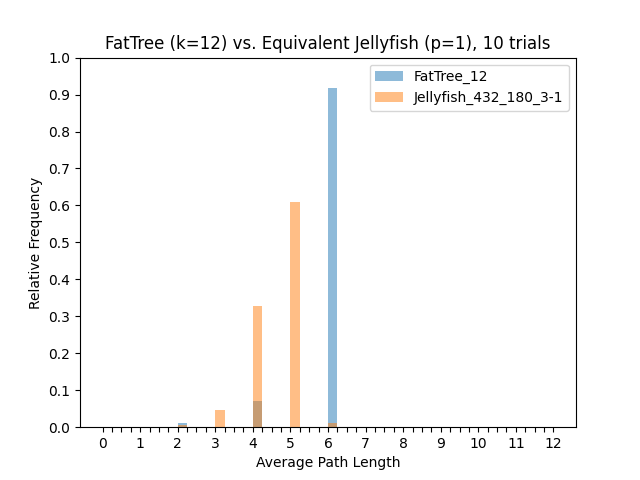 FatTree (k=12) vs. Equivalent Jellyfish (p=1), 10 trials
FatTree_12
Jellyfish_432_180_3-1
1.0
0.9
0.8
0.7
0.6
0.5
0.4
0.3
0.2
0.1
0.0
Relative Frequency
0 1 2 3 4 5 6 7 8 9 10 11 12
Average Path Length